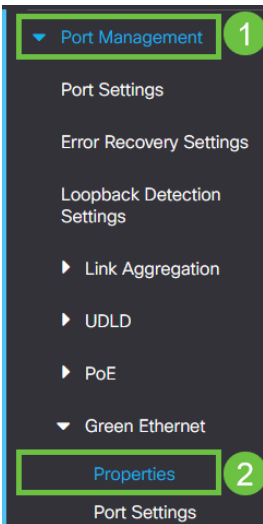 Port Management 1
Port Settings
Error Recovery Settings
Loopback Detection
Settings
Link Aggregation
UDLD
PoE
Green Ethernet
Properties 2
Port Settings